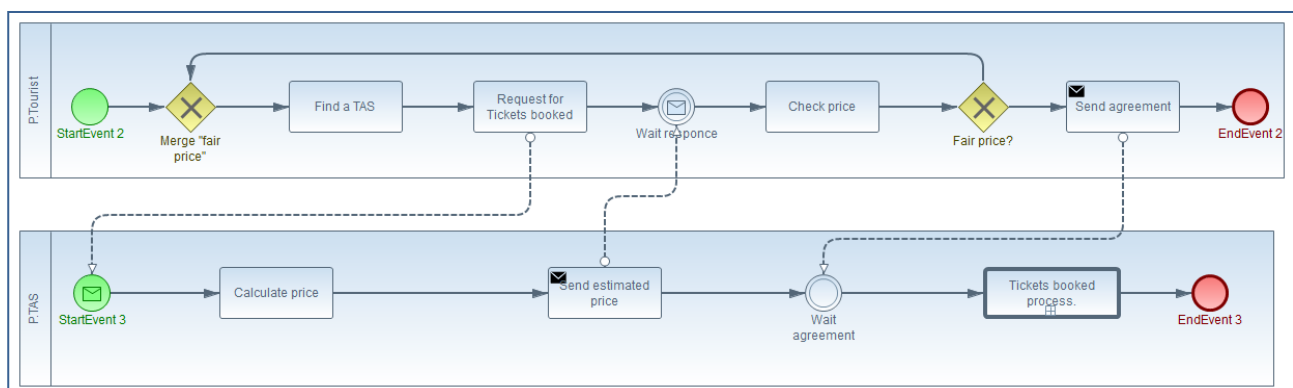 P.Tourist
StartEvent 2
Merge "fair
price"
Find a TAS
Request for
Tickets booked
Wait responce
Check price
Fair price?
Send agreement
EndEvent 2
P.TAS
StartEvent 3
Calculate price
Send estimated
price
Wait
agreement
Tickets booked
process.
EndEvent 3